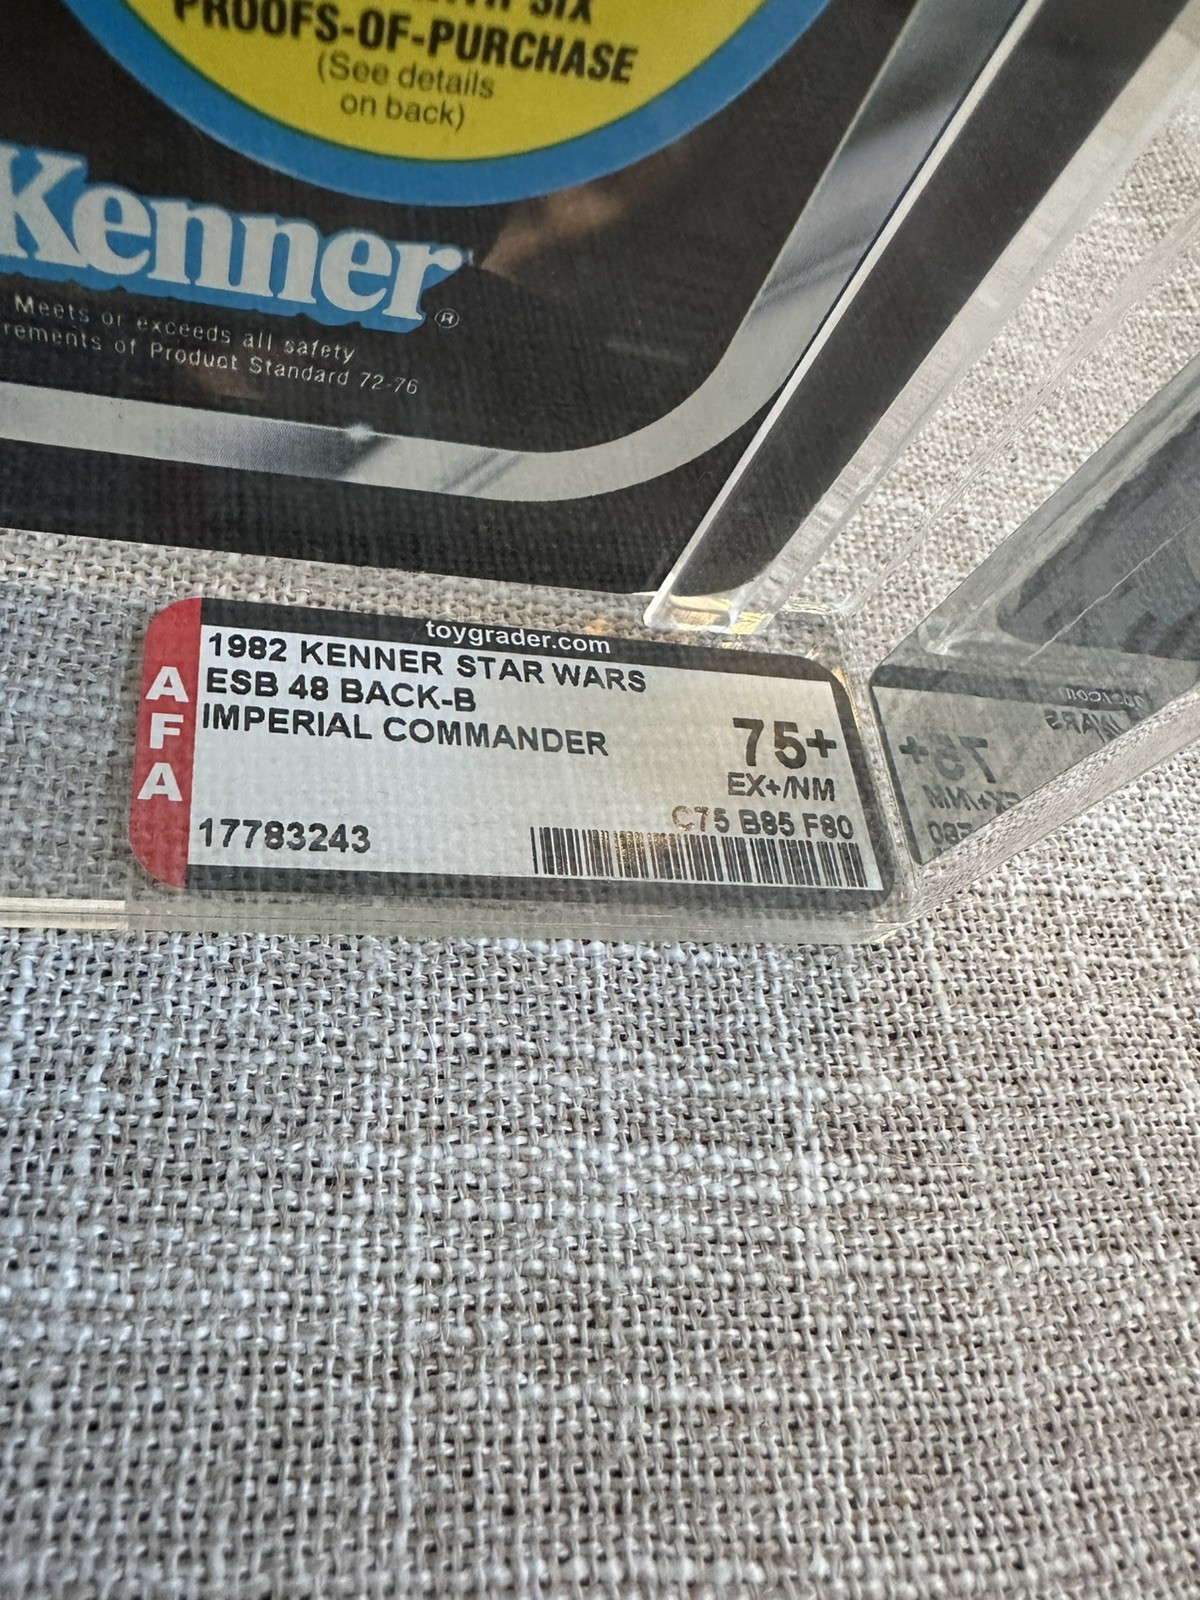 SIX
PROOFS-OF-PURCHASE
(See details
on back)
Kenner®
Meets or exceeds all safety
rements of Product Standard 72-76
toygrader.com
AFA
1982 KENNER STAR WARS
ESB 48 BACK-B
IMPERIAL COMMANDER
75+
EX+/NM
C75 B85 F80
17783243